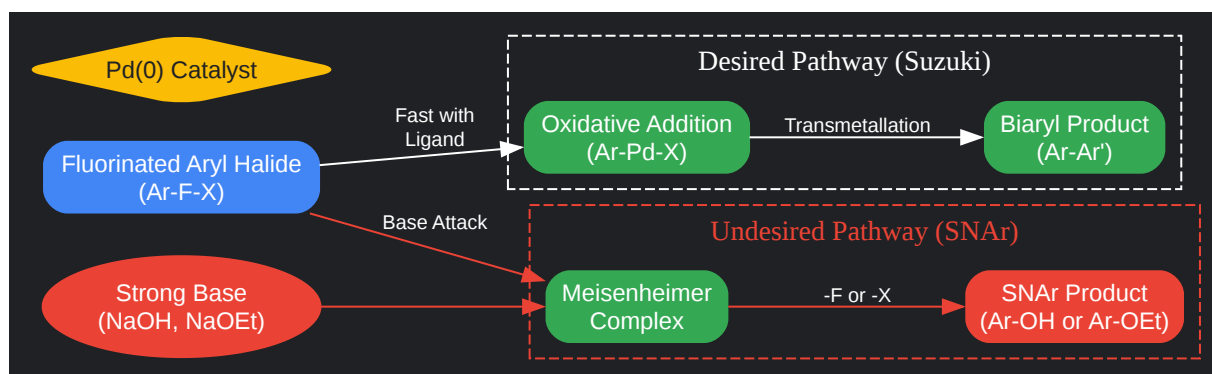 Pd(0) Catalyst
Desired Pathway (Suzuki)
Fast with
Ligand
Oxidative Addition
(Ar-Pd-X)
Transmetallation
Biaryl Product
(Ar-Ar')
Fluorinated Aryl Halide
(Ar-F-X)
Base Attack
Undesired Pathway (SNAr)
Strong Base
(NaOH, NaOEt)
Meisenheimer
Complex
-F or -X
SNAr Product
(Ar-OH or Ar-OEt)